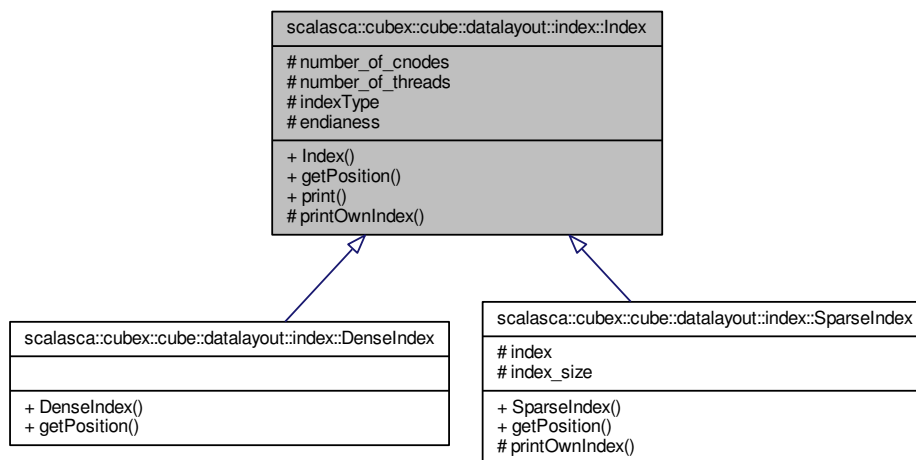 scalasca::cubex::cube::datalayout::index::Index
# number_of_cnodes
# number_of_threads
# indexType
# endianess
+ Index()
+ getPosition()
+ print()
# printOwnIndex()
scalasca::cubex::cube::datalayout::index::DenseIndex
+ DenseIndex()
+ getPosition()
scalasca::cubex::cube::datalayout::index::SparseIndex
# index
# index_size
+ SparseIndex()
+ getPosition()
# printOwnIndex()